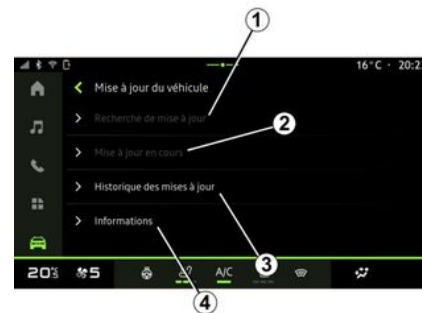 1
16°C · 20:2
Mise à jour du véhicule
Recherche de mise à jour
2
Mise à jour en cours
Historique des mises à jour
Informations
20 5 A/C
3
4